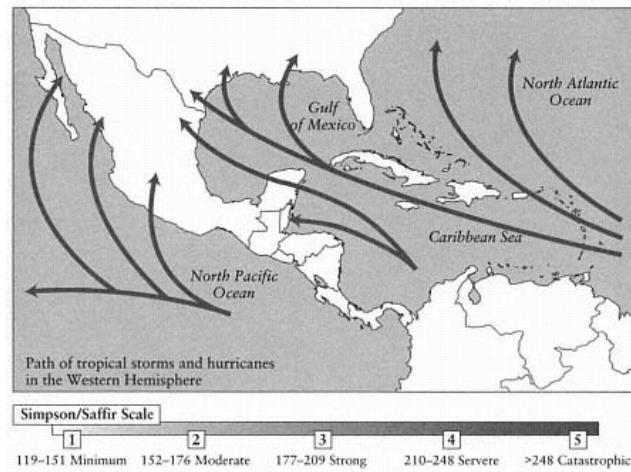 North Atlantic
Ocean
Gulf
of Mexico
Caribbean Sea
North Pacific
Ocean
Path of tropical storms and hurricanes
in the Western Hemisphere
Simpson/Saffir Scale
1 2 3 4 5
119–151 Minimum 152–176 Moderate 177–209 Strong 210–248 Servere >248 Catastrophic